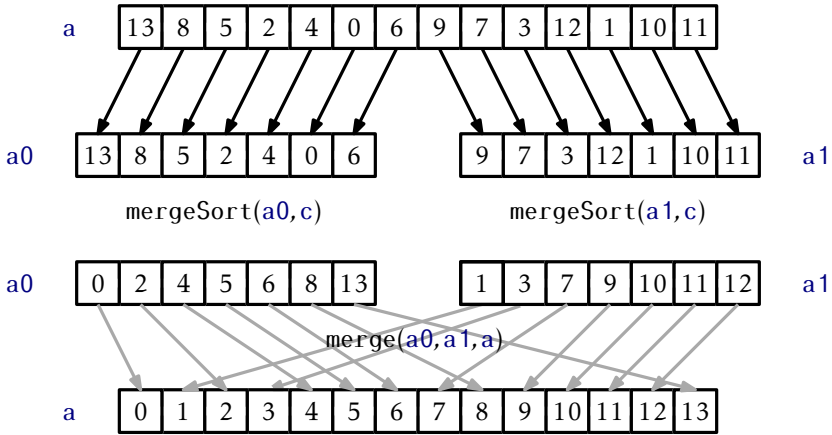 a 13 8 5 2 4 0 6 9 7 3 12 1 10 11
a0 13 8 5 2 4 0 6 9 7 3 12 1 10 11 a1
mergeSort(a0,c) mergeSort(a1,c)
a0 0 2 4 5 6 8 13 1 3 7 9 10 11 12 a1
merge(a0,a1,a)
a 0 1 2 3 4 5 6 7 8 9 10 11 12 13